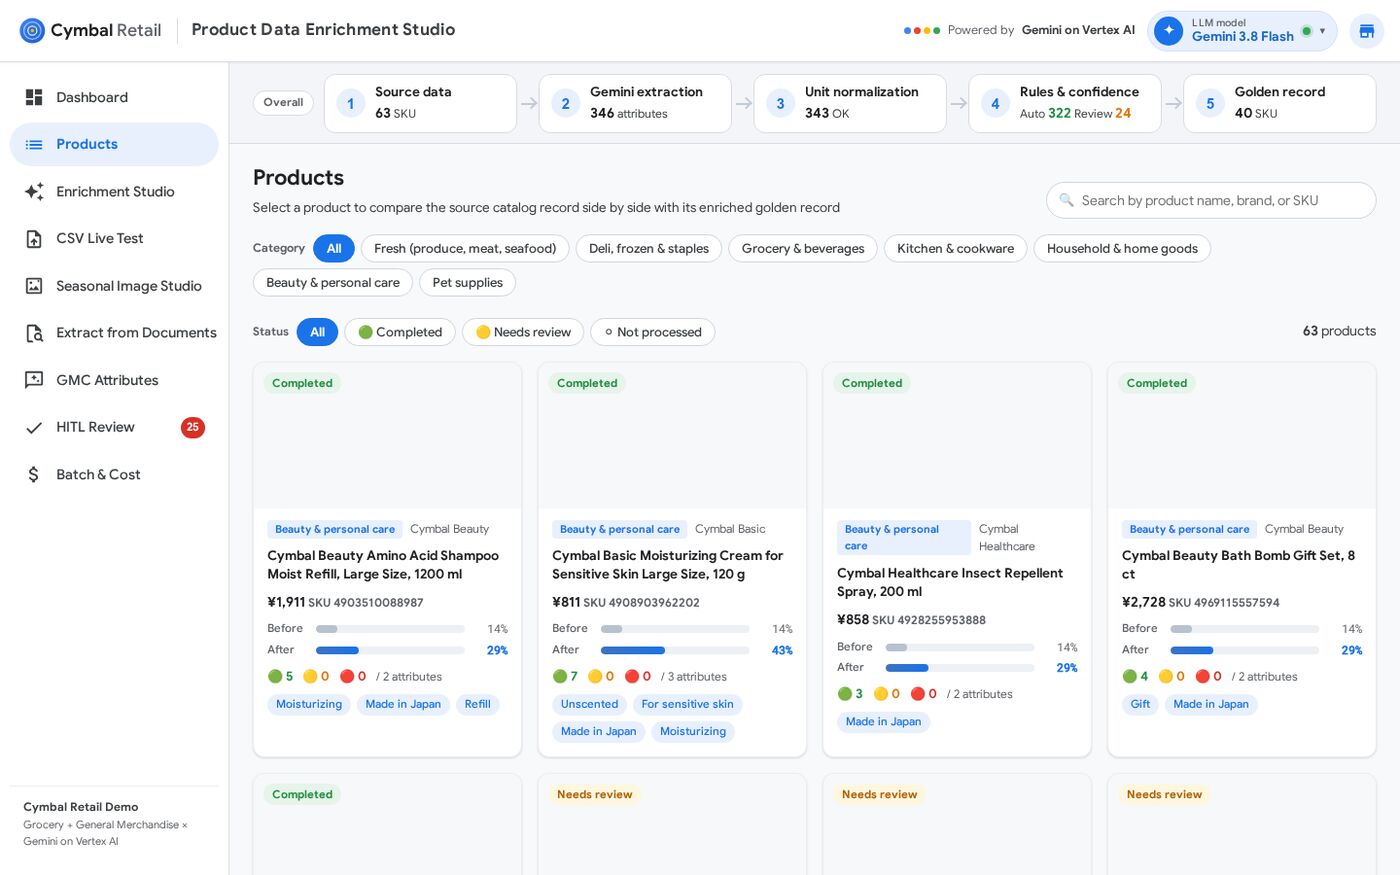 Cymbal Retail
Product Data Enrichment Studio
Powered by Gemini on Vertex AI
LLM model
Gemini 3.8 Flash
Dashboard
Products
Enrichment Studio
CSV Live Test
Seasonal Image Studio
Extract from Documents
GMC Attributes
HITL Review 25
Batch & Cost
Cymbal Retail Demo
Grocery + General Merchandise ×
Gemini on Vertex AI
Overall
1 Source data
63 SKU
2 Gemini extraction
346 attributes
3 Unit normalization
343 OK
4 Rules & confidence
Auto 322 Review 24
5 Golden record
40 SKU
Products
Select a product to compare the source catalog record side by side with its enriched golden record
Search by product name, brand, or SKU
Category All Fresh (produce, meat, seafood) Deli, frozen & staples Grocery & beverages Kitchen & cookware Household & home goods
Beauty & personal care Pet supplies
Status All Completed Needs review Not processed
63 products
Completed
Beauty & personal care Cymbal Beauty
Cymbal Beauty Amino Acid Shampoo
Moist Refill, Large Size, 1200 ml
¥1,911 SKU 4903510088987
Before 14%
After 29%
5 0 0 / 2 attributes
Moisturizing Made in Japan Refill
Completed
Beauty & personal care Cymbal Basic
Cymbal Basic Moisturizing Cream for
Sensitive Skin Large Size, 120 g
¥811 SKU 4908903962202
Before 14%
After 43%
7 0 0 / 3 attributes
Unscented For sensitive skin
Made in Japan Moisturizing
Completed
Beauty & personal
care
Cymbal
Healthcare
Cymbal Healthcare Insect Repellent
Spray, 200 ml
¥858 SKU 4928255953888
Before 14%
After 29%
3 0 0 / 2 attributes
Made in Japan
Completed
Beauty & personal care Cymbal Beauty
Cymbal Beauty Bath Bomb Gift Set, 8
ct
¥2,728 SKU 4969115557594
Before 14%
After 29%
4 0 0 / 2 attributes
Gift Made in Japan
Completed
Needs review
Needs review
Needs review